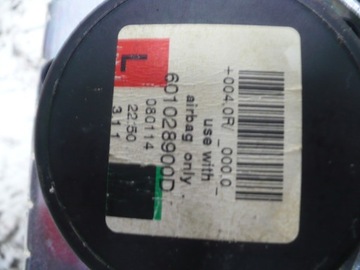 +004.0R/_000.0_
use with
airbag only
601028900D
080114
22:50
311
L